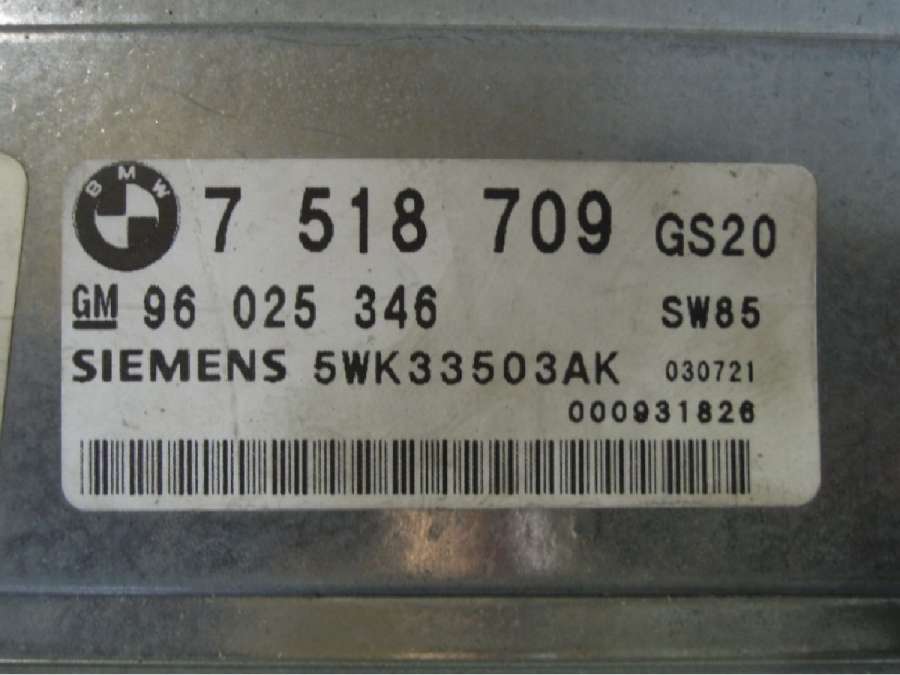 BMW 7 518 709 GS20
GM 96 025 346 SW85
SIEMENS 5WK33503AK 030721
000931826